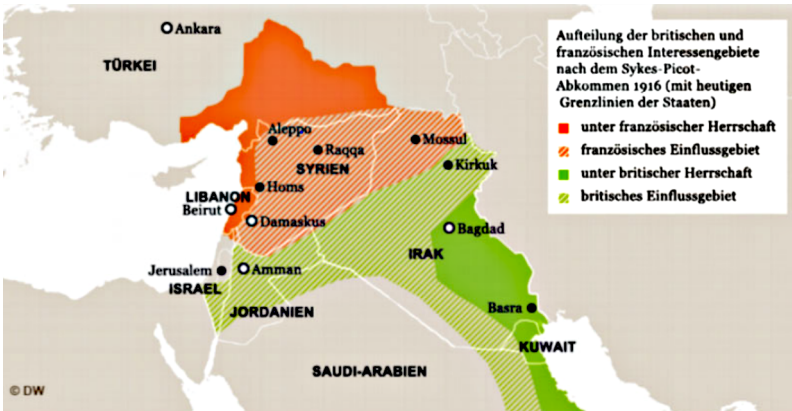 Ankara
TÜRKEI
Aufteilung der britischen und
französischen Interessengebiete
nach dem Sykes-Picot-
Abkommen 1916 (mit heutigen
Grenzlinien der Staaten)
unter französischer Herrschaft
französisches Einflussgebiet
unter britischer Herrschaft
britisches Einflussgebiet
Aleppo
Mossul
Raqqa
SYRIEN
Kirkuk
Homs
LIBANON
Beirut
Damaskus
Bagdad
IRAK
Jerusalem
Amman
ISRAEL
JORDANIEN
Basra
KUWAIT
SAUDI-ARABIEN
© DW